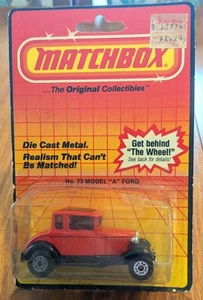 MATCHBOX
...The Original Collectibles
Die Cast Metal.
Realism That Can't
Be Matched!
Get behind
"The Wheel!"
See back for details!
No. 73 MODEL "A" FORD